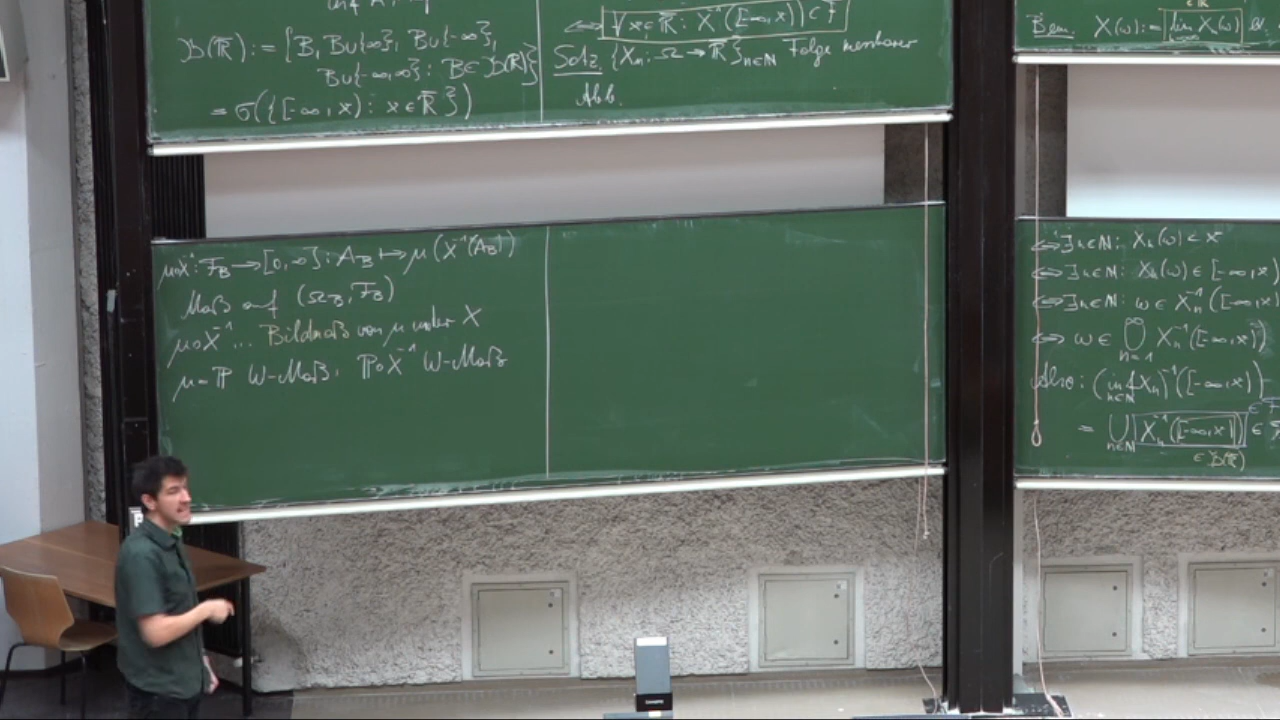 inf
𝔅(ℝ̄) := {B, B∪{∞}, B∪{-∞},
B∪{-∞,∞} : B∈𝔅(ℝ)}
= σ({[-∞,x) : x∈ℝ̄})
⟺ ∀x∈ℝ̄ : X⁻¹([-∞,x)) ∈ F
Satz. {Xₙ : Ω→ℝ̄}ₙ∈ℕ Folge messbarer
Abb.
Bem. X(ω) := lim Xₙ(ω)
μ∘X⁻¹ : F_B → [0,∞] : A_B ↦ μ(X⁻¹(A_B))
Maß auf (Ω_B, F_B)
μ∘X⁻¹ ... Bildmaß von μ unter X
μ=ℙ W-Maß, ℙ∘X⁻¹ W-Maß
⟺ ∃n∈ℕ : Xₙ(ω) < x
⟺ ∃n∈ℕ : Xₙ(ω) ∈ [-∞,x)
⟺ ∃n∈ℕ : ω ∈ Xₙ⁻¹([-∞,x)
⟺ ω ∈ ⋃ₙ₌₁^∞ Xₙ⁻¹([-∞,x))
Also : (inf_{n∈ℕ} Xₙ)⁻¹([-∞,x))
= ⋃_{n∈ℕ} Xₙ⁻¹([-∞,x)) ∈
∈𝔅(ℝ̄)